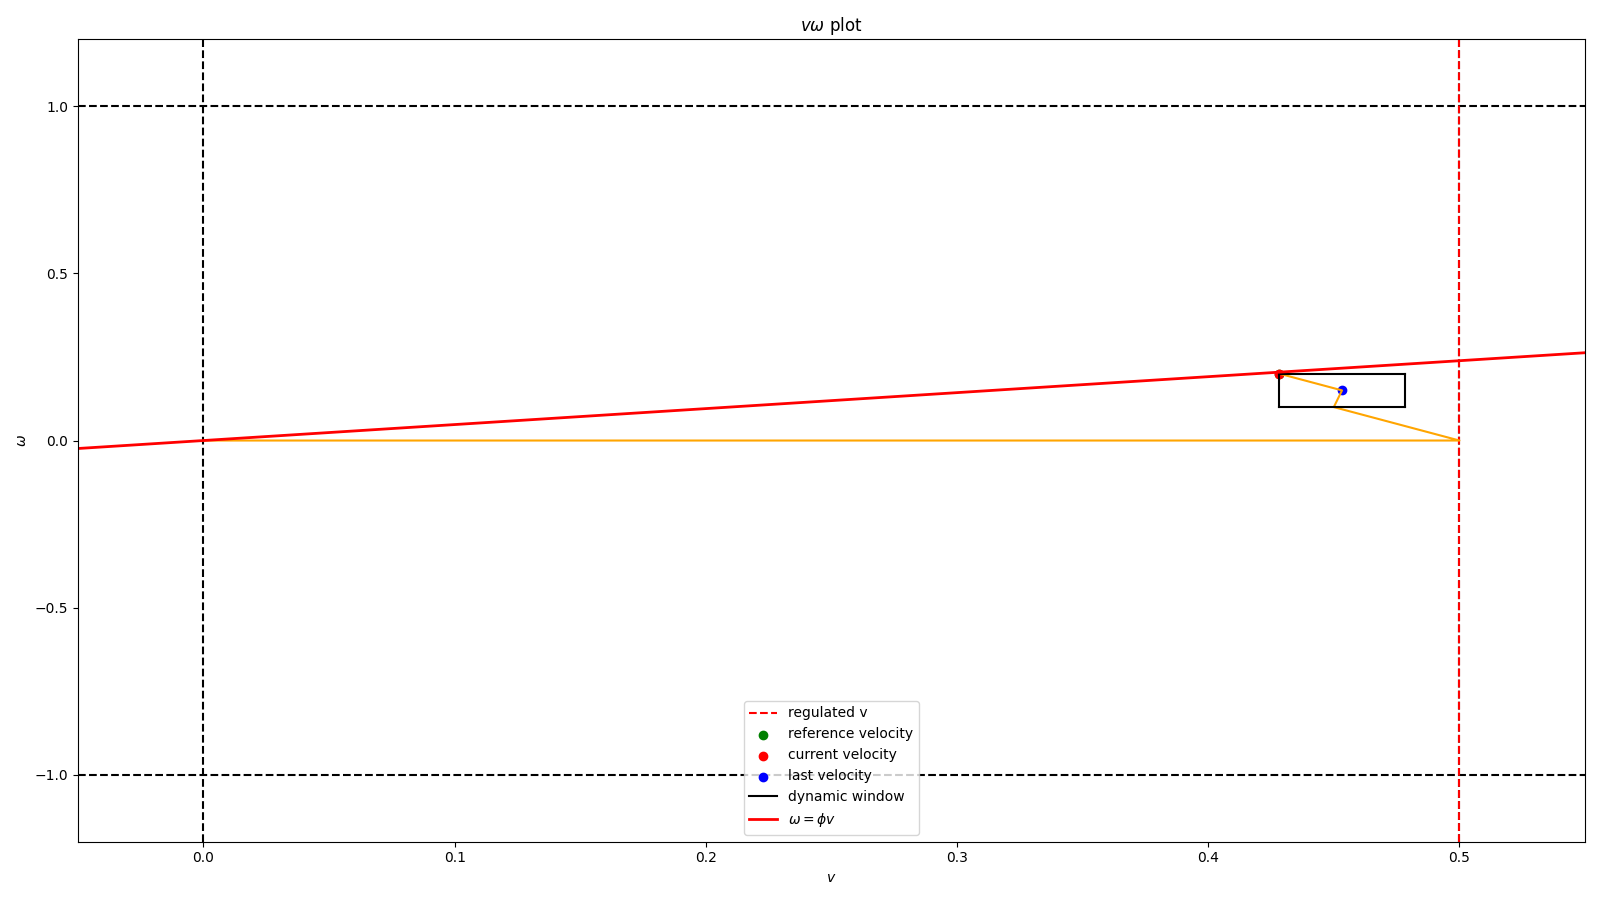 vω plot
1.0
0.5
0.0
−0.5
−1.0
ω
0.0 0.1 0.2 0.3 0.4 0.5
v
regulated v
reference velocity
current velocity
last velocity
dynamic window
ω = ϕv